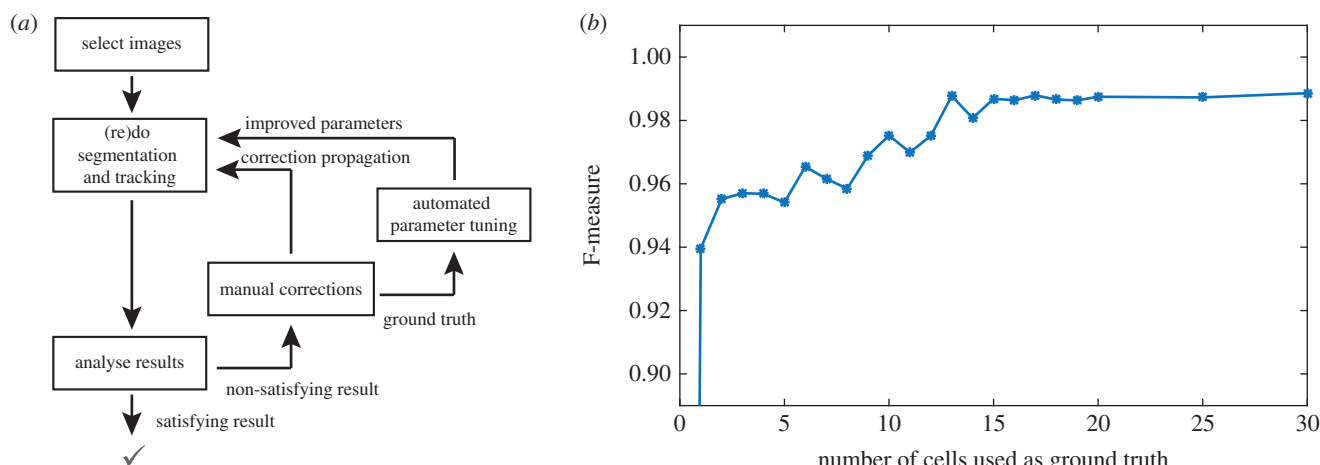 (a)
select images
(re)do
segmentation
and tracking
improved parameters
correction propagation
automated
parameter tuning
manual corrections
ground truth
analyse results
non-satisfying result
satisfying result
(b)
1.00
0.98
0.96
0.94
0.92
0.90
F-measure
0 5 10 15 20 25 30
number of cells used as ground truth